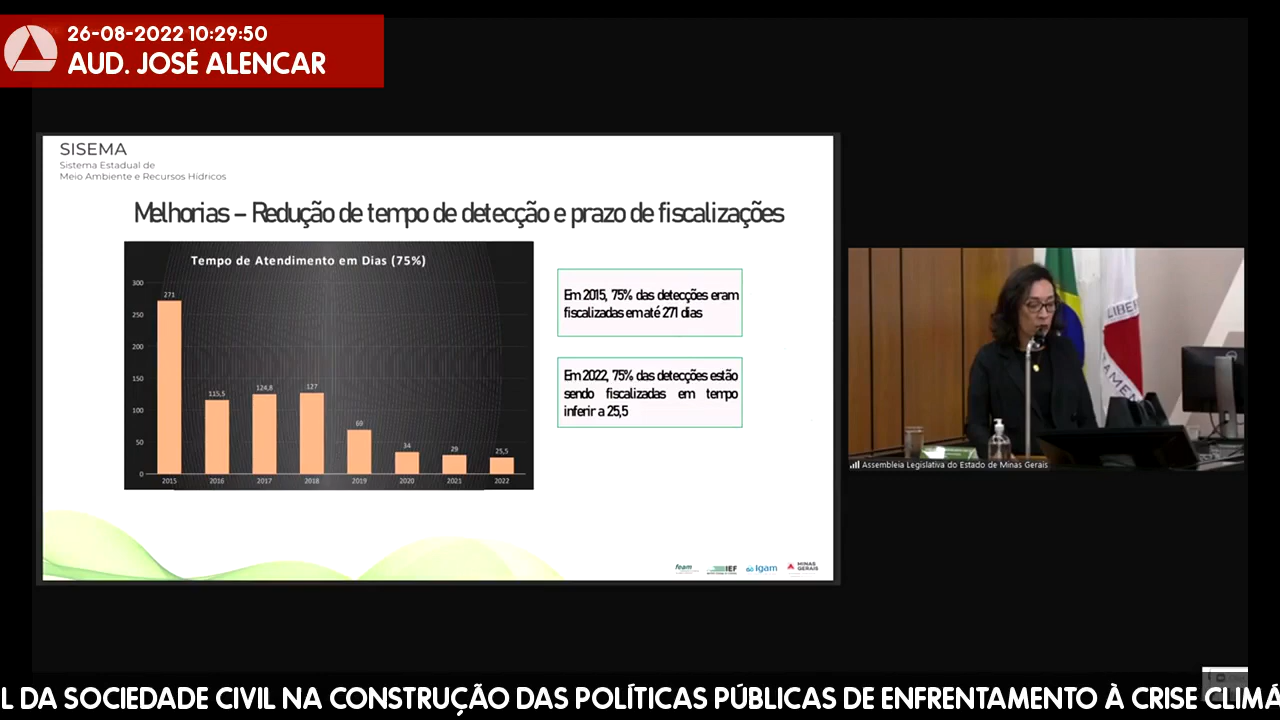 26-08-2022 10:29:50
AUD. JOSÉ ALENCAR
SISEMA
Sistema Estadual de
Meio Ambiente e Recursos Hídricos
Melhorias – Redução de tempo de detecção e prazo de fiscalizações
Tempo de Atendimento em Dias (75%)
300
250
200
150
100
50
0
271
115,5
124,8
127
69
34
29
25,5
2015 2016 2017 2018 2019 2020 2021 2022
Em 2015, 75% das detecções eram
fiscalizadas em até 271 dias
Em 2022, 75% das detecções estão
sendo fiscalizadas em tempo
inferir a 25,5
feam
IEF
Igam
MINAS
GERAIS
LIBER
AMEN
Assembleia Legislativa do Estado de Minas Gerais
L DA SOCIEDADE CIVIL NA CONSTRUÇÃO DAS POLÍTICAS PÚBLICAS DE ENFRENTAMENTO À CRISE CLIMÁ